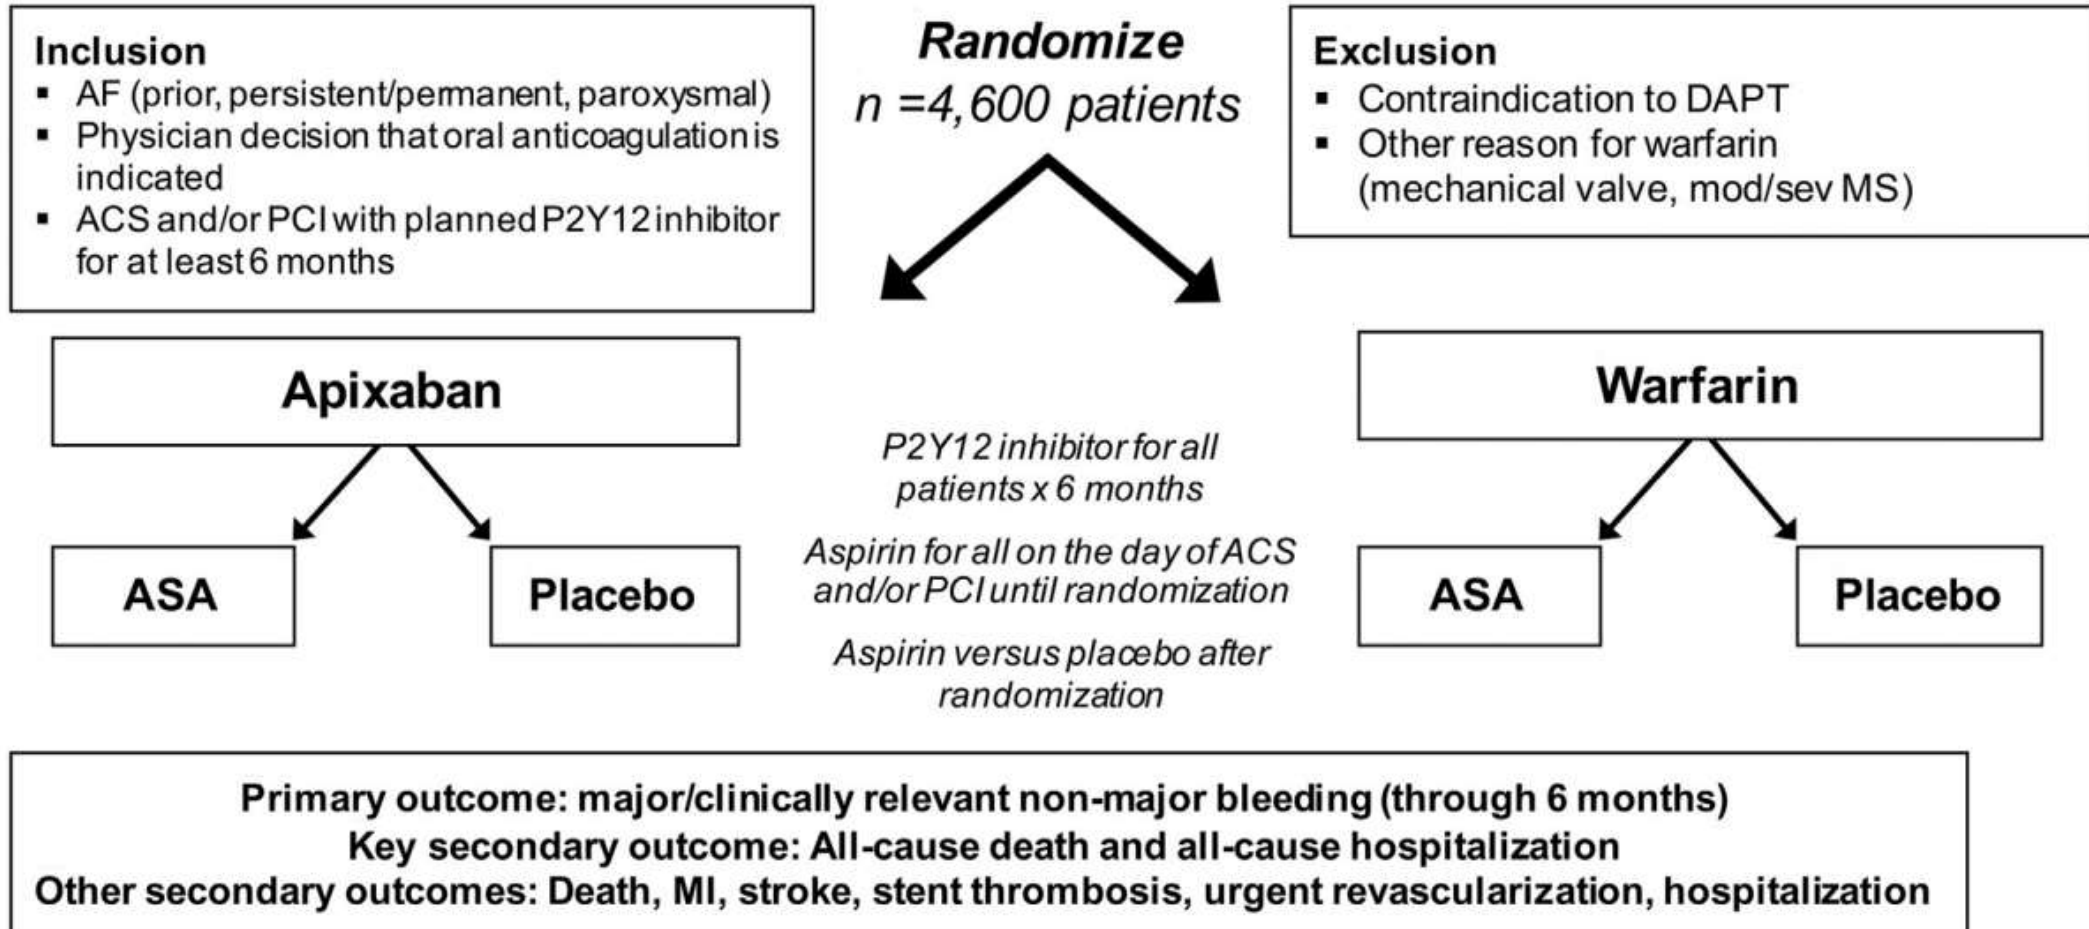 Inclusion
▪ AF (prior, persistent/permanent, paroxysmal)
▪ Physician decision that oral anticoagulation is
indicated
▪ ACS and/or PCI with planned P2Y12 inhibitor
for at least 6 months
Randomize
n =4,600 patients
Exclusion
▪ Contraindication to DAPT
▪ Other reason for warfarin
(mechanical valve, mod/sev MS)
Apixaban
ASA
Placebo
P2Y12 inhibitor for all
patients x 6 months
Aspirin for all on the day of ACS
and/or PCI until randomization
Aspirin versus placebo after
randomization
Warfarin
ASA
Placebo
Primary outcome: major/clinically relevant non-major bleeding (through 6 months)
Key secondary outcome: All-cause death and all-cause hospitalization
Other secondary outcomes: Death, MI, stroke, stent thrombosis, urgent revascularization, hospitalization